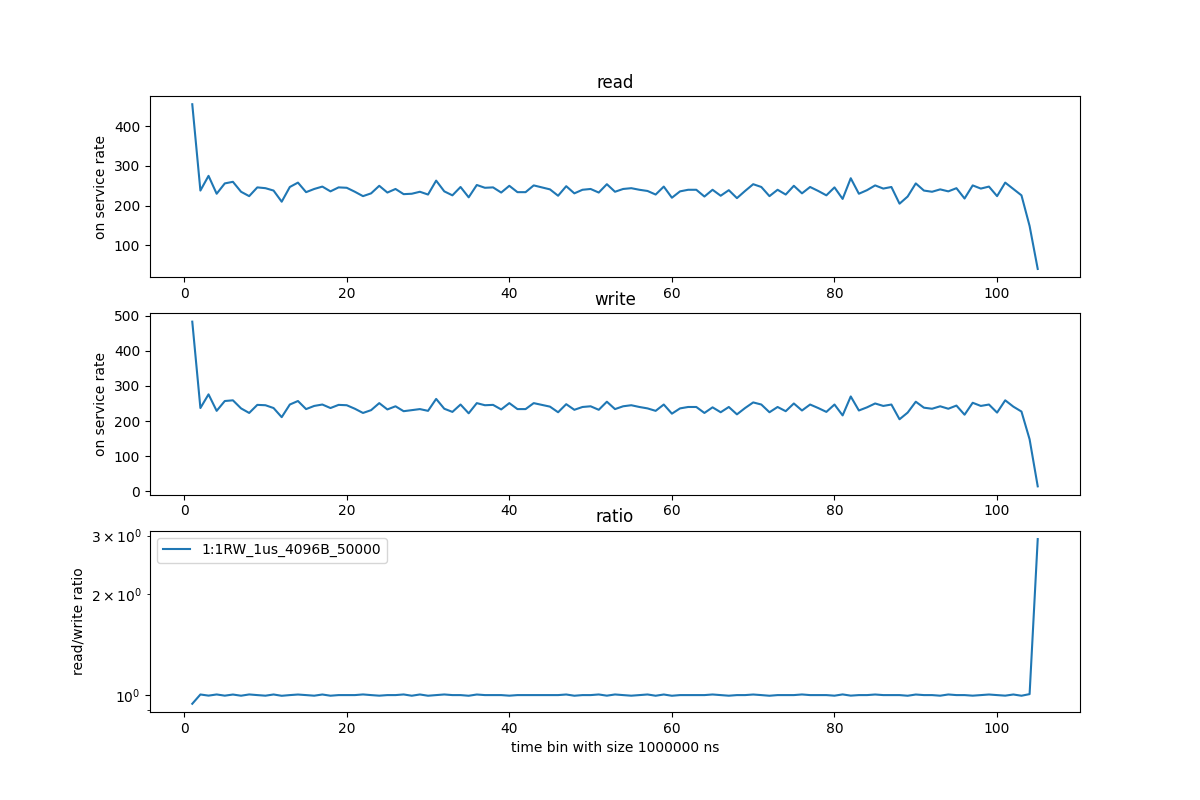 read
on service rate
400
300
200
100
0 20 40 60 80 100
write
on service rate
500
400
300
200
100
0
0 20 40 60 80 100
ratio
read/write ratio
3 × 10⁰
2 × 10⁰
10⁰
1:1RW_1us_4096B_50000
0 20 40 60 80 100
time bin with size 1000000 ns